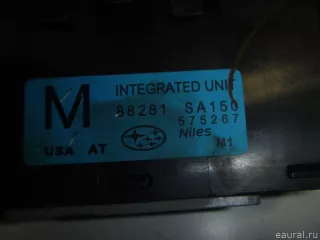 INTEGRATED UNIT
M
88281 SA150
575267
Niles
USA AT
N1
eaural.ru